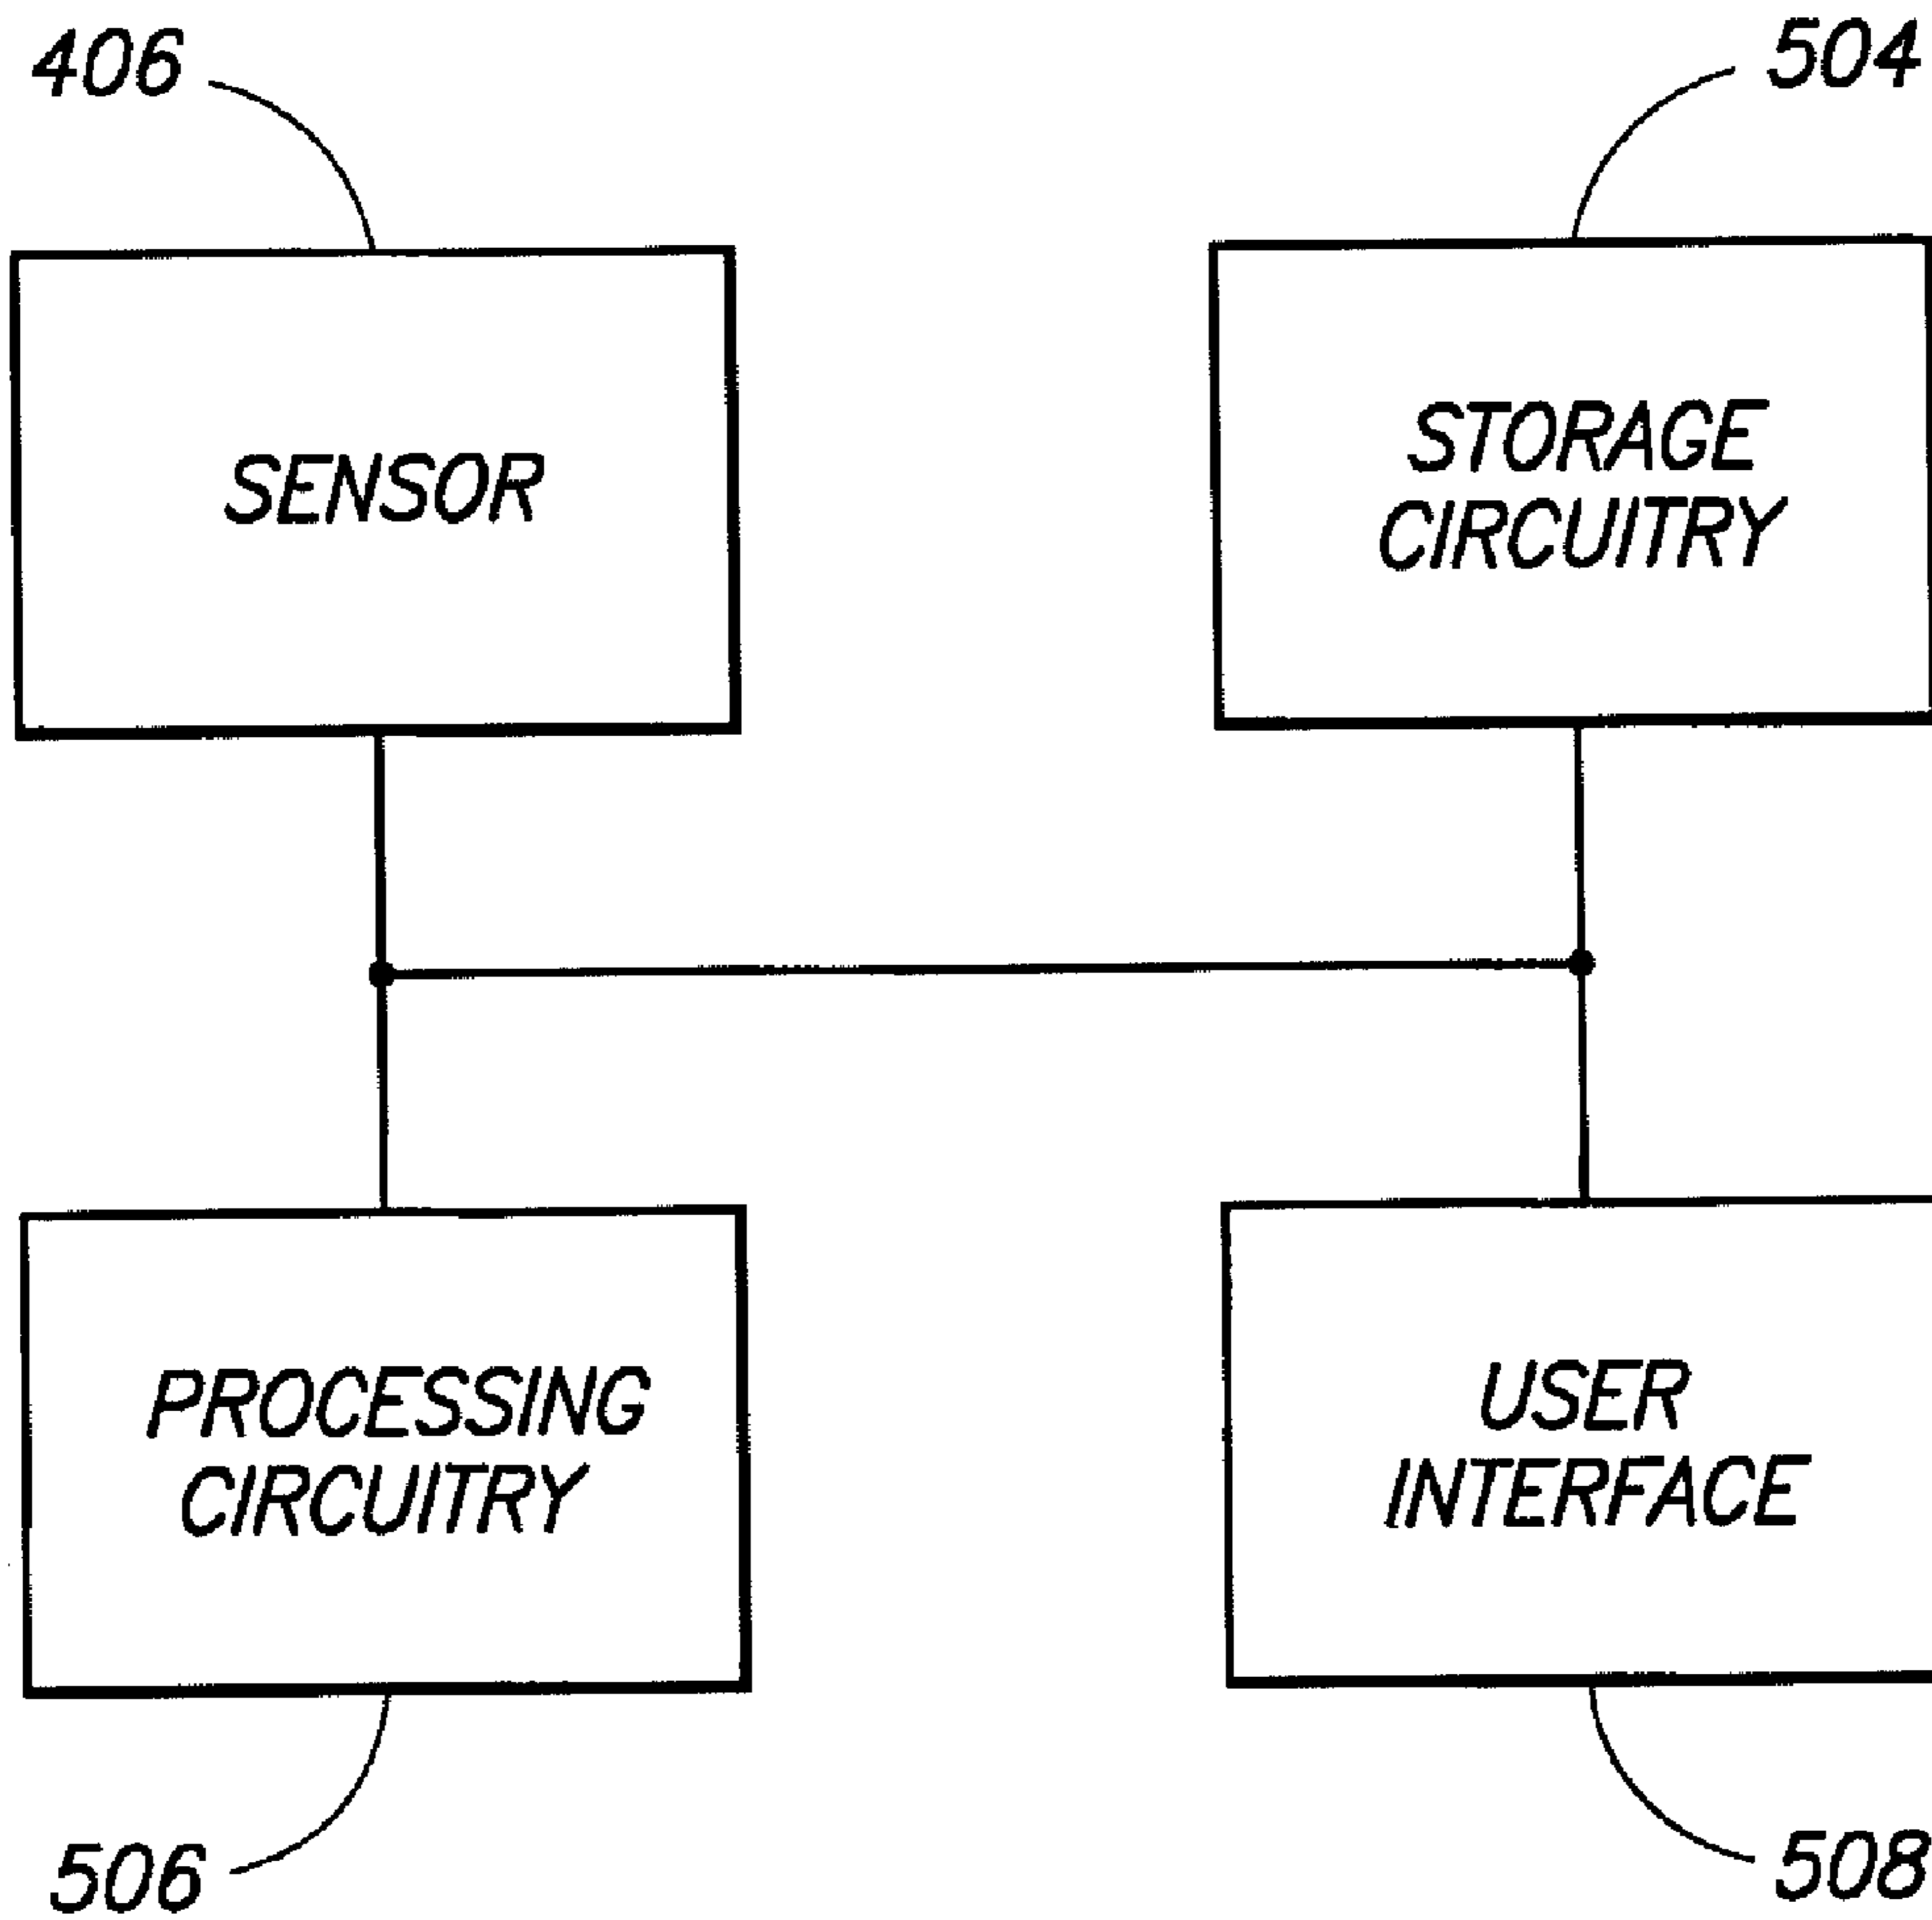 406
504
SENSOR
STORAGE
CIRCUITRY
PROCESSING
CIRCUITRY
USER
INTERFACE
506
508